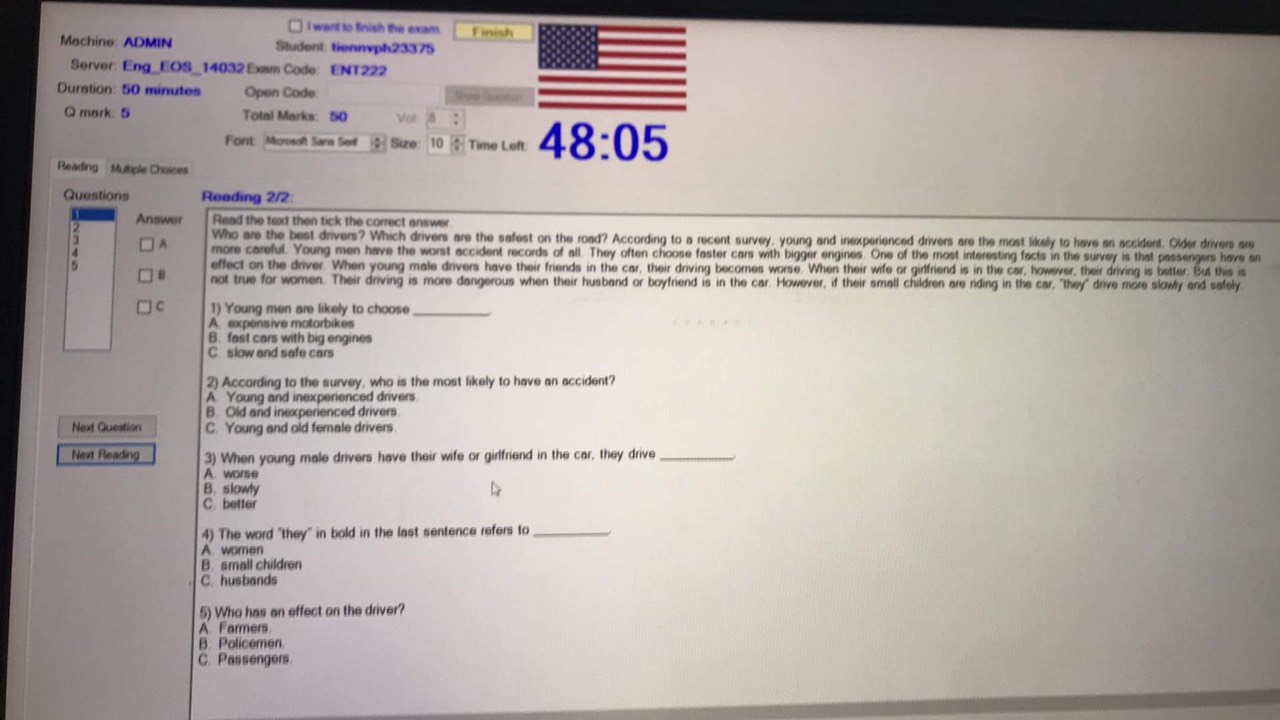 I want to finish the exam.
Finish
Machine: ADMIN
Student: tiennvph23375
Server: Eng_EOS_14032 Exam Code: ENT222
Duration: 50 minutes
Open Code:
Show Question
Q mark: 5
Total Marks: 50
Vol: 8
Font: Microsoft Sans Serif
Size: 10
Time Left:
48:05
Reading
Multiple Choices
Questions
Reading 2/2:
1
2
3
4
5
Answer
A
B
C
Next Question
Next Reading
Read the text then tick the correct answer.
Who are the best drivers? Which drivers are the safest on the road? According to a recent survey, young and inexperienced drivers are the most likely to have an accident. Older drivers are
more careful. Young men have the worst accident records of all. They often choose faster cars with bigger engines. One of the most interesting facts in the survey is that passengers have an
effect on the driver. When young male drivers have their friends in the car, their driving becomes worse. When their wife or girlfriend is in the car, however, their driving is better. But this is
not true for women. Their driving is more dangerous when their husband or boyfriend is in the car. However, if their small children are riding in the car, "they" drive more slowly and safely.
1) Young men are likely to choose __________.
A. expensive motorbikes
B. fast cars with big engines
C. slow and safe cars
2) According to the survey, who is the most likely to have an accident?
A. Young and inexperienced drivers.
B. Old and inexperienced drivers.
C. Young and old female drivers.
3) When young male drivers have their wife or girlfriend in the car, they drive __________.
A. worse
B. slowly
C. better
4) The word "they" in bold in the last sentence refers to __________.
A. women
B. small children
C. husbands
5) Who has an effect on the driver?
A. Farmers.
B. Policemen.
C. Passengers.